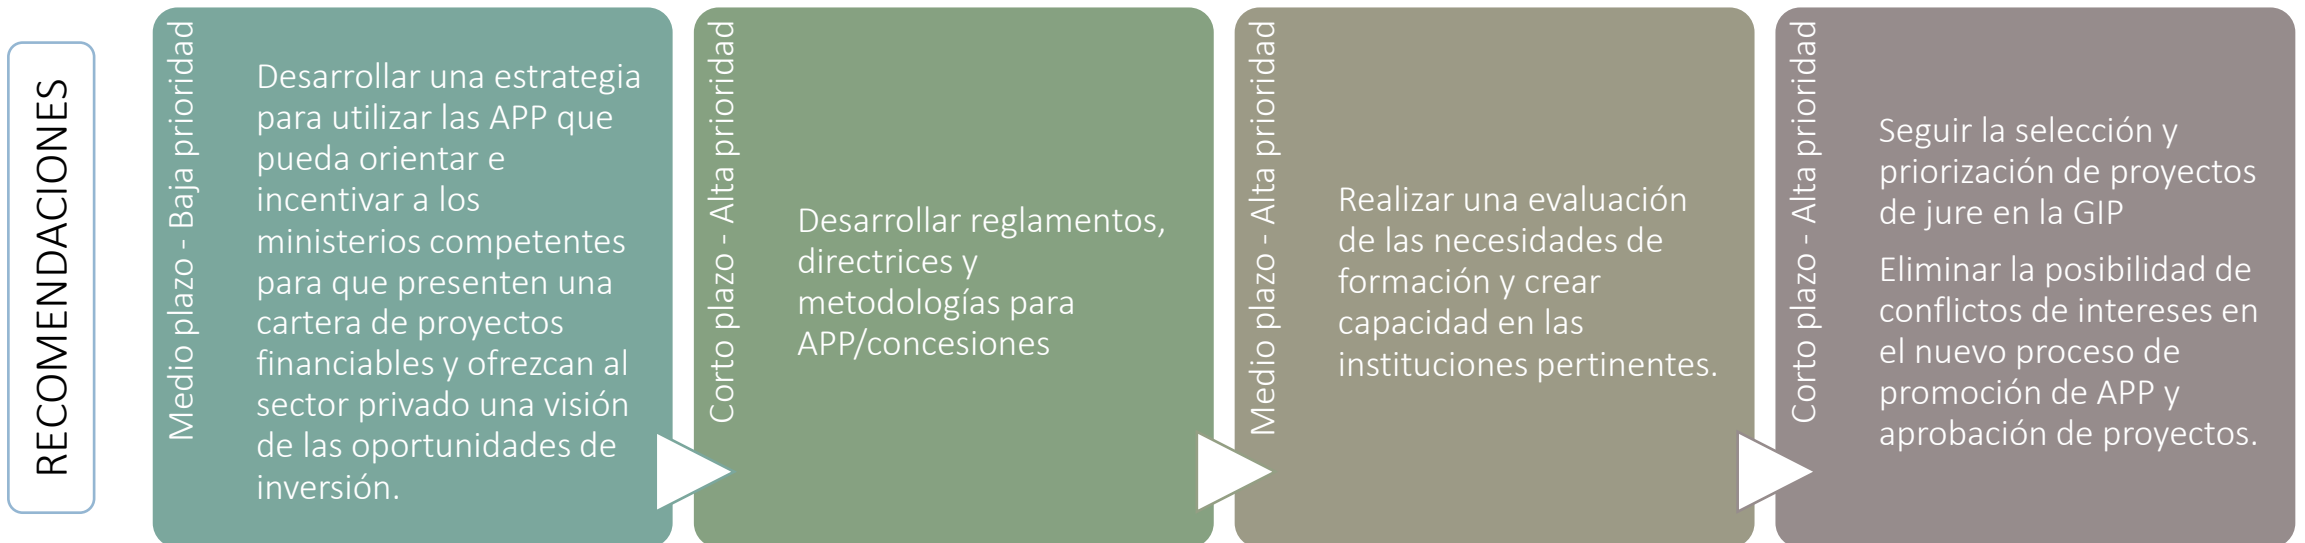 RECOMENDACIONES
Medio plazo - Baja prioridad
Desarrollar una estrategia
para utilizar las APP que
pueda orientar e
incentivar a los
ministerios competentes
para que presenten una
cartera de proyectos
financiables y ofrezcan al
sector privado una visión
de las oportunidades de
inversión.
Corto plazo - Alta prioridad
Desarrollar reglamentos,
directrices y
metodologías para
APP/concesiones
Medio plazo - Alta prioridad
Realizar una evaluación
de las necesidades de
formación y crear
capacidad en las
instituciones pertinentes.
Corto plazo - Alta prioridad
Seguir la selección y
priorización de proyectos
de jure en la GIP
Eliminar la posibilidad de
conflictos de intereses en
el nuevo proceso de
promoción de APP y
aprobación de proyectos.